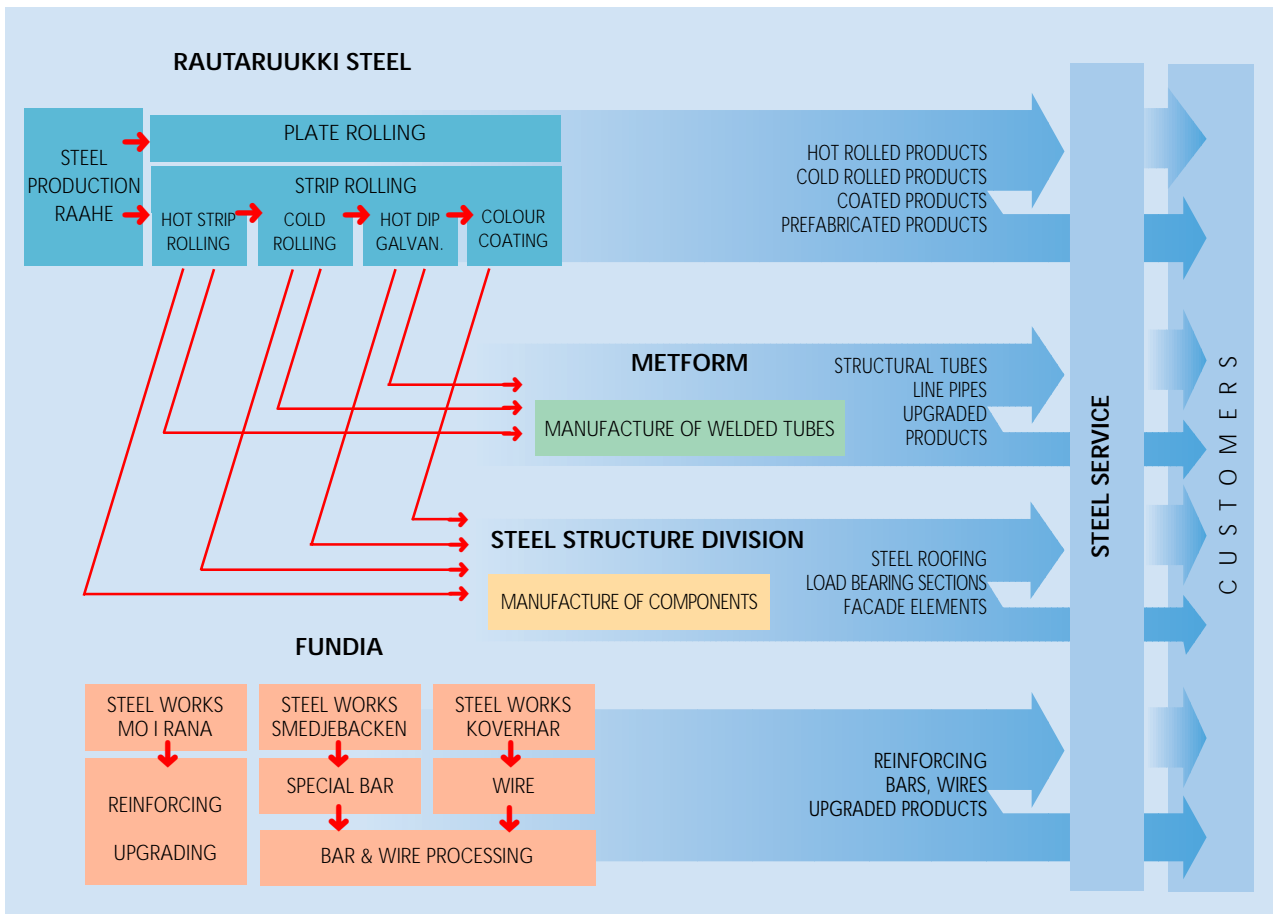 RAUTARUUKKI STEEL
STEEL
PRODUCTION
RAAHE
PLATE ROLLING
STRIP ROLLING
HOT STRIP
ROLLING
COLD
ROLLING
HOT DIP
GALVAN.
COLOUR
COATING
HOT ROLLED PRODUCTS
COLD ROLLED PRODUCTS
COATED PRODUCTS
PREFABRICATED PRODUCTS
METFORM
MANUFACTURE OF WELDED TUBES
STRUCTURAL TUBES
LINE PIPES
UPGRADED
PRODUCTS
STEEL STRUCTURE DIVISION
MANUFACTURE OF COMPONENTS
STEEL ROOFING
LOAD BEARING SECTIONS
FACADE ELEMENTS
FUNDIA
STEEL WORKS
MO I RANA
STEEL WORKS
SMEDJEBACKEN
STEEL WORKS
KOVERHAR
REINFORCING
UPGRADING
SPECIAL BAR
WIRE
BAR & WIRE PROCESSING
REINFORCING
BARS, WIRES
UPGRADED PRODUCTS
STEEL SERVICE
CUSTOMERS